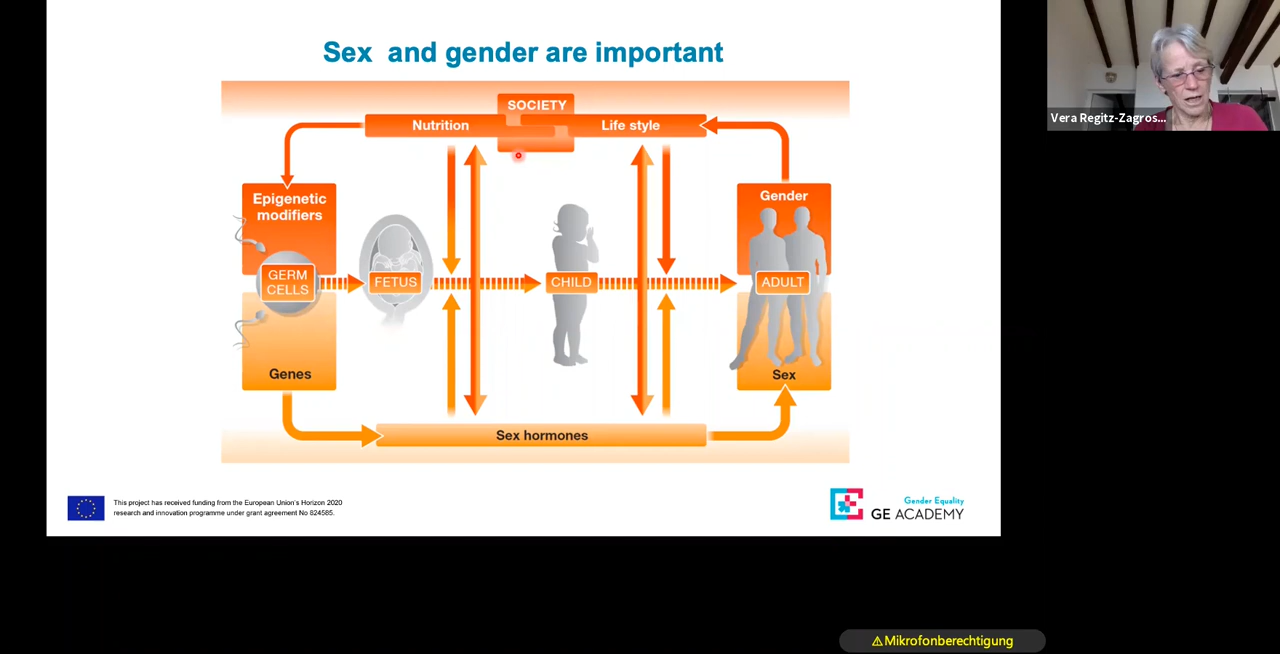 Sex and gender are important
SOCIETY
Nutrition
Life style
Epigenetic
modifiers
Gender
GERM
CELLS
FETUS
CHILD
ADULT
Genes
Sex
Sex hormones
This project has received funding from the European Union's Horizon 2020
research and innovation programme under grant agreement No 824585.
Gender Equality
GE ACADEMY
Vera Regitz-Zagros...
⚠Mikrofonberechtigung